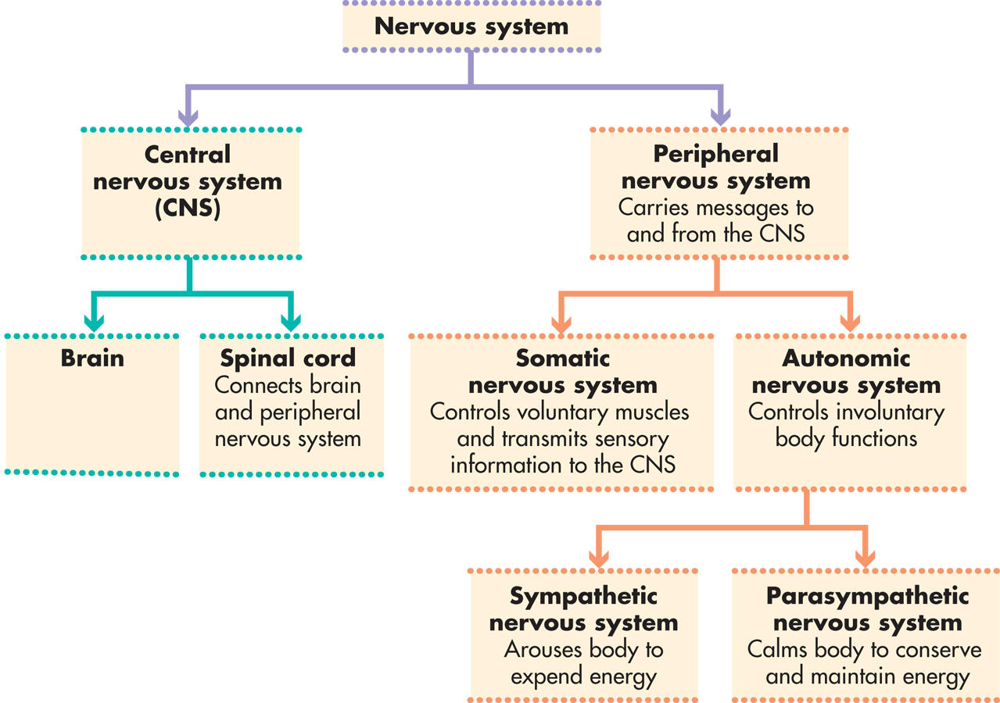 Nervous system
Central
nervous system
(CNS)
Peripheral
nervous system
Carries messages to
and from the CNS
Brain
Spinal cord
Connects brain
and peripheral
nervous system
Somatic
nervous system
Controls voluntary muscles
and transmits sensory
information to the CNS
Autonomic
nervous system
Controls involuntary
body functions
Sympathetic
nervous system
Arouses body to
expend energy
Parasympathetic
nervous system
Calms body to conserve
and maintain energy